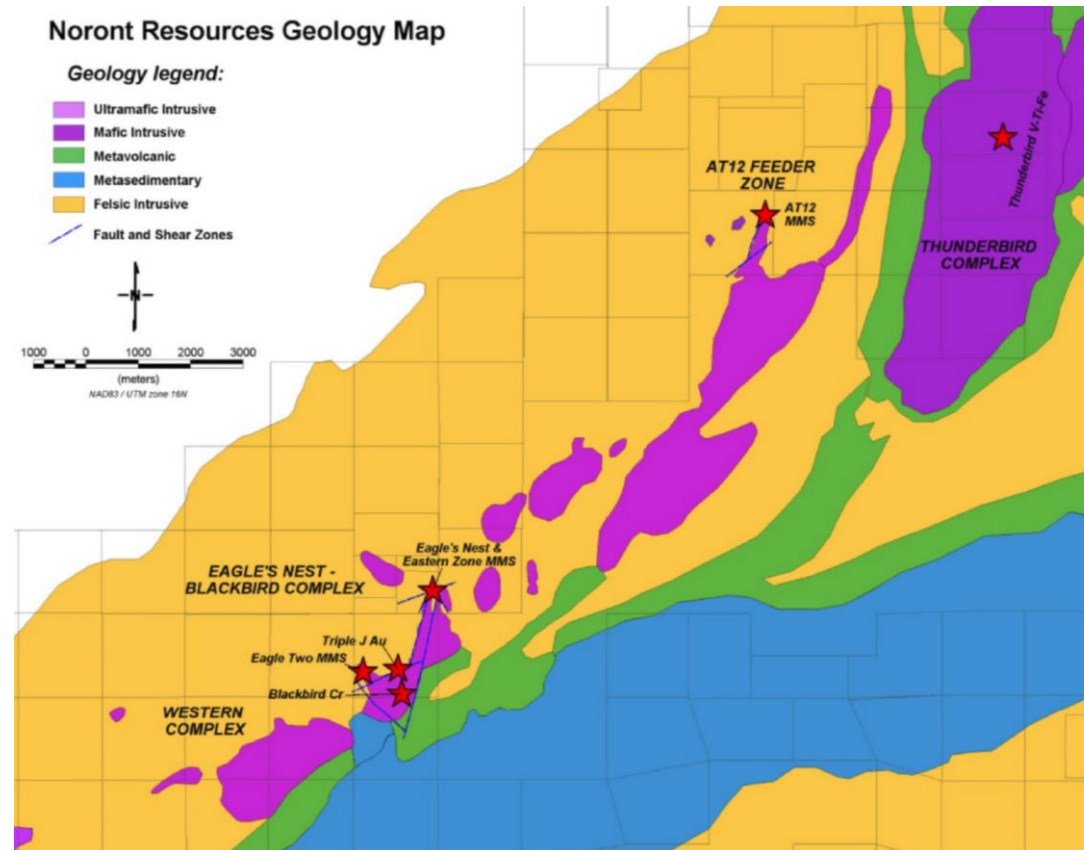 Noront Resources Geology Map
Geology legend:
Ultramafic Intrusive
Mafic Intrusive
Metavolcanic
Metasedimentary
Felsic Intrusive
Fault and Shear Zones
N
1000 0 1000 2000 3000
(meters)
NAD83 / UTM zone 16N
AT12 FEEDER
ZONE
AT12
MMS
Thunderbird V-Ti-Fe
THUNDERBIRD
COMPLEX
Eagle's Nest &
Eastern Zone MMS
EAGLE'S NEST -
BLACKBIRD COMPLEX
Triple J Au
Eagle Two MMS
Blackbird Cr
WESTERN
COMPLEX